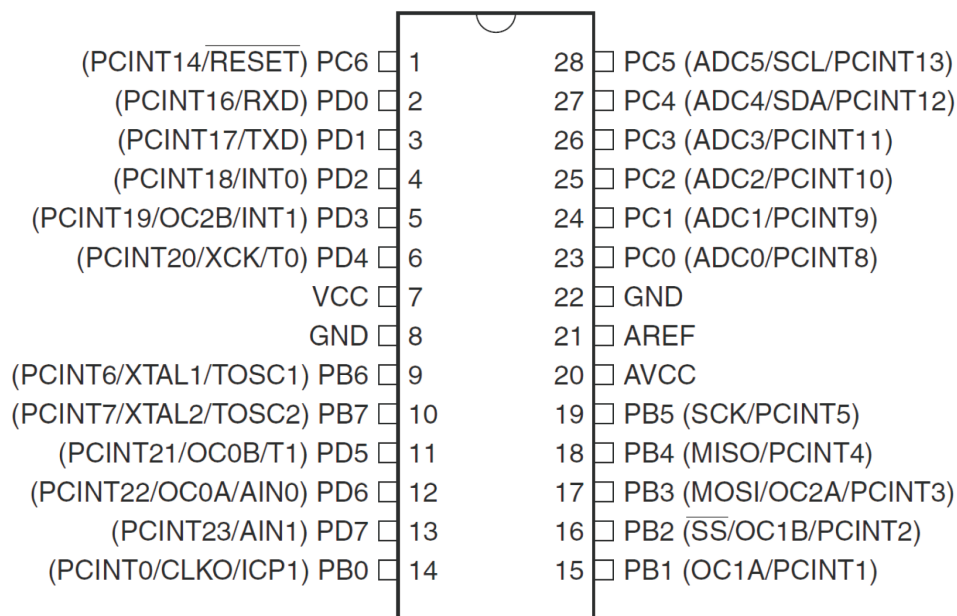 (PCINT14/RESET) PC6 1 28 PC5 (ADC5/SCL/PCINT13)
(PCINT16/RXD) PD0 2 27 PC4 (ADC4/SDA/PCINT12)
(PCINT17/TXD) PD1 3 26 PC3 (ADC3/PCINT11)
(PCINT18/INT0) PD2 4 25 PC2 (ADC2/PCINT10)
(PCINT19/OC2B/INT1) PD3 5 24 PC1 (ADC1/PCINT9)
(PCINT20/XCK/T0) PD4 6 23 PC0 (ADC0/PCINT8)
VCC 7 22 GND
GND 8 21 AREF
(PCINT6/XTAL1/TOSC1) PB6 9 20 AVCC
(PCINT7/XTAL2/TOSC2) PB7 10 19 PB5 (SCK/PCINT5)
(PCINT21/OC0B/T1) PD5 11 18 PB4 (MISO/PCINT4)
(PCINT22/OC0A/AIN0) PD6 12 17 PB3 (MOSI/OC2A/PCINT3)
(PCINT23/AIN1) PD7 13 16 PB2 (SS/OC1B/PCINT2)
(PCINT0/CLKO/ICP1) PB0 14 15 PB1 (OC1A/PCINT1)